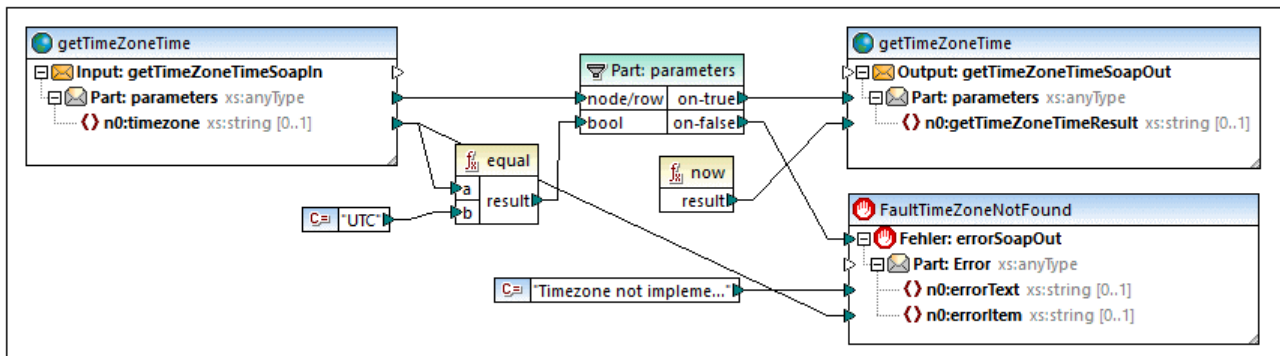 getTimeZoneTime
Input: getTimeZoneTimeSoapIn
Part: parameters xs:anyType
n0:timezone xs:string [0..1]
equal
a
b
result
C= "UTC"
Part: parameters
node/row on-true
bool on-false
now
result
C= "Timezone not impleme..."
getTimeZoneTime
Output: getTimeZoneTimeSoapOut
Part: parameters xs:anyType
n0:getTimeZoneTimeResult xs:string [0..1]
FaultTimeZoneNotFound
Fehler: errorSoapOut
Part: Error xs:anyType
n0:errorText xs:string [0..1]
n0:errorItem xs:string [0..1]